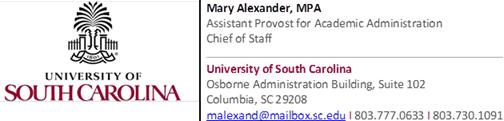 1801
UNIVERSITY OF
SOUTH CAROLINA
Mary Alexander, MPA
Assistant Provost for Academic Administration
Chief of Staff
University of South Carolina
Osborne Administration Building, Suite 102
Columbia, SC 29208
malexand@mailbox.sc.edu I 803.777.0633 I 803.730.1091